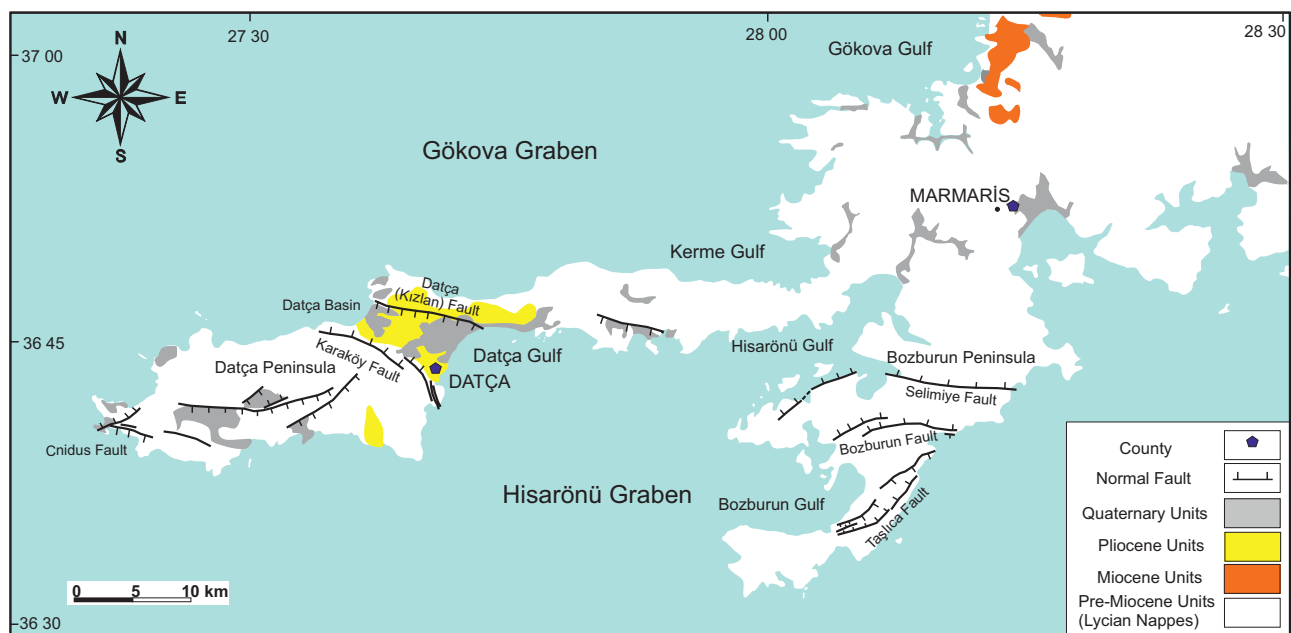 27 30
28 00
28 30
37 00
N
W
E
S
Gökova Gulf
Gökova Graben
MARMARİS
Kerme Gulf
Datça
(Kızlan) Fault
Datça Basin
36 45
Karaköy Fault
Datça Gulf
Hisarönü Gulf
Bozburun Peninsula
Datça Peninsula
DATÇA
Selimiye Fault
Cnidus Fault
Bozburun Fault
Hisarönü Graben
Bozburun Gulf
Taşlıca Fault
0 5 10 km
36 30
County
Normal Fault
Quaternary Units
Pliocene Units
Miocene Units
Pre-Miocene Units
(Lycian Nappes)